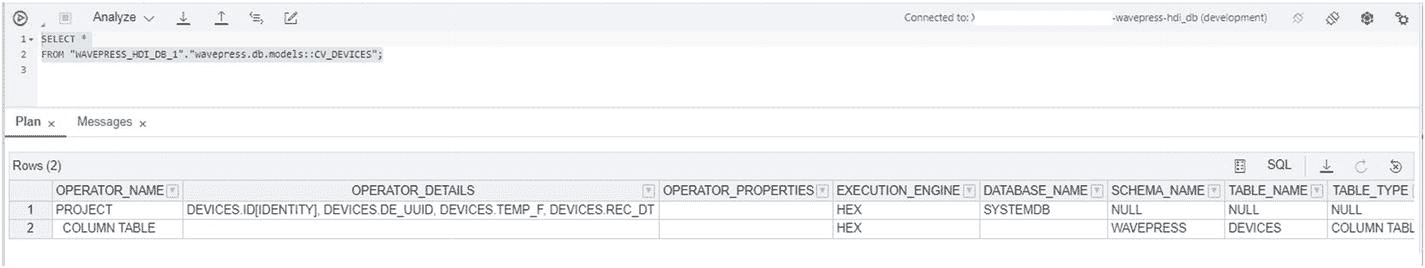 Analyze
Connected to: X -wavepress-hdi_db (development)
1 SELECT *
2 FROM "WAVEPRESS_HDI_DB_1"."wavepress.db.models::CV_DEVICES";
3
Plan × Messages ×
Rows (2) SQL
OPERATOR_NAME OPERATOR_DETAILS OPERATOR_PROPERTIES EXECUTION_ENGINE DATABASE_NAME SCHEMA_NAME TABLE_NAME TABLE_TYPE
1 PROJECT DEVICES.ID[IDENTITY], DEVICES.DE_UUID, DEVICES.TEMP_F, DEVICES.REC_DT HEX SYSTEMDB NULL NULL NULL
2 COLUMN TABLE HEX WAVEPRESS DEVICES COLUMN TABL